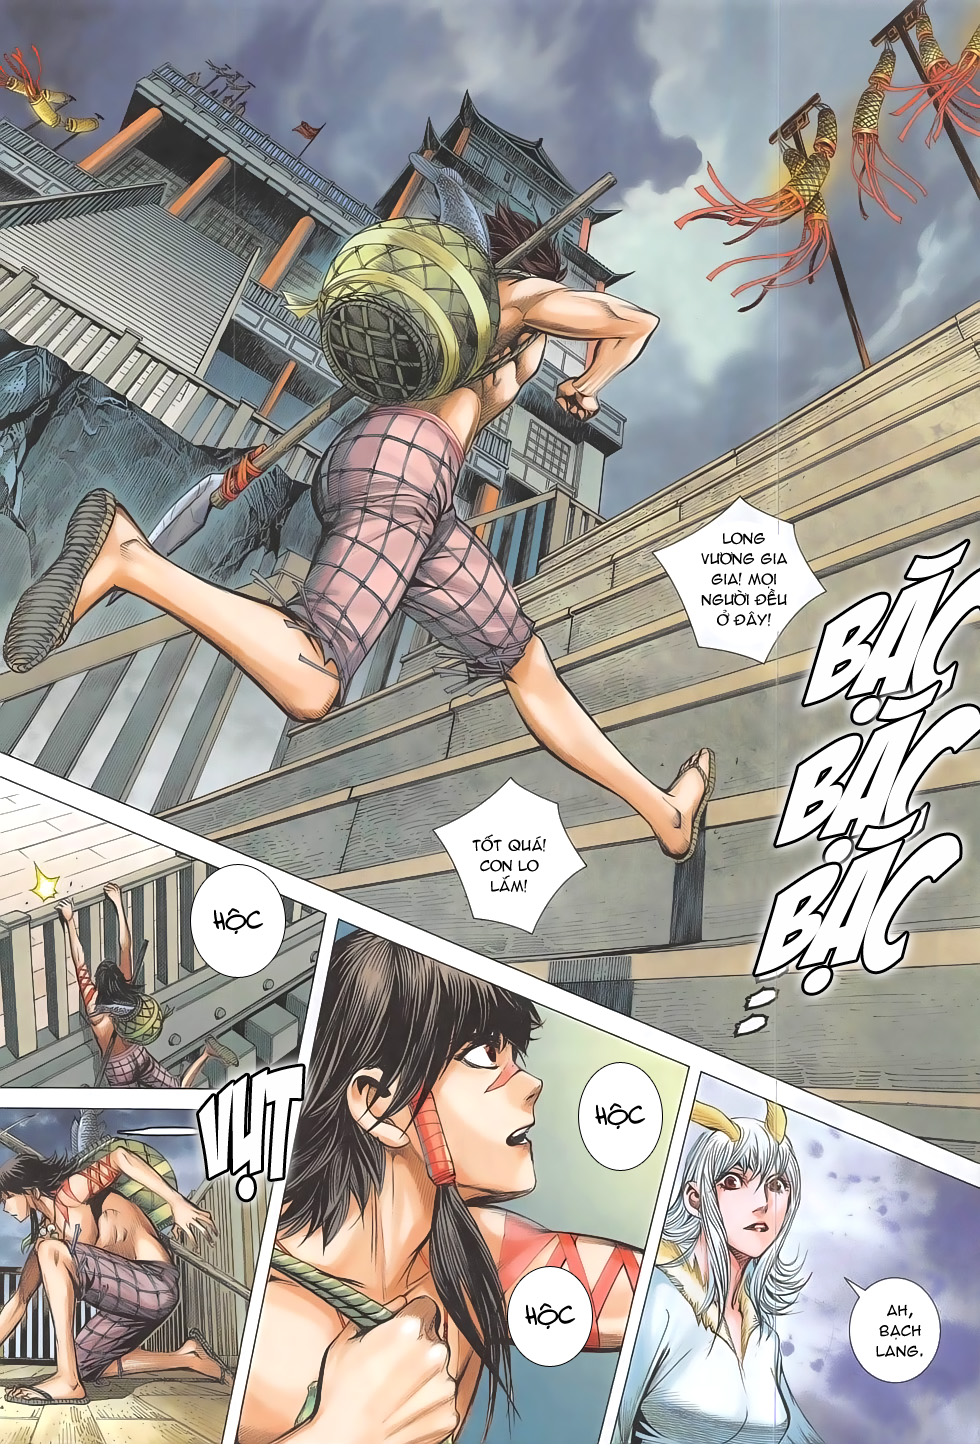 LONG
VƯƠNG GIA
GIA! MỌI
NGƯỜI ĐỀU
Ở ĐÂY!
BẶC
BẶC
BẶC
TỐT QUÁ!
CON LO
LẮM!
HỘC
VỤT
HỘC
HỘC
AH,
BẠCH
LANG.